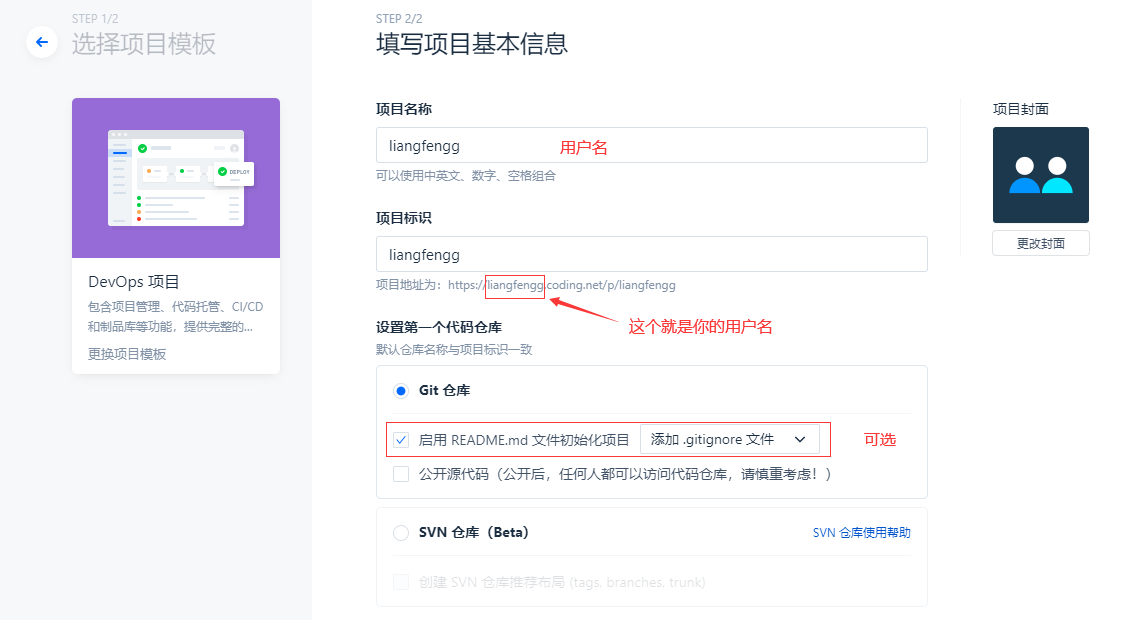 STEP 1/2
选择项目模板
DEPLOY
DevOps 项目
包含项目管理、代码托管、CI/CD
和制品库等功能，提供完整的...
更换项目模板
STEP 2/2
填写项目基本信息
项目名称
liangfengg
用户名
可以使用中英文、数字、空格组合
项目标识
liangfengg
项目地址为：https://liangfengg.coding.net/p/liangfengg
这个就是你的用户名
设置第一个代码仓库
默认仓库名称与项目标识一致
Git 仓库
启用 README.md 文件初始化项目
添加 .gitignore 文件
可选
公开源代码（公开后，任何人都可以访问代码仓库，请慎重考虑！）
SVN 仓库（Beta）
SVN 仓库使用帮助
创建 SVN 仓库推荐布局 (tags, branches, trunk)
项目封面
更改封面